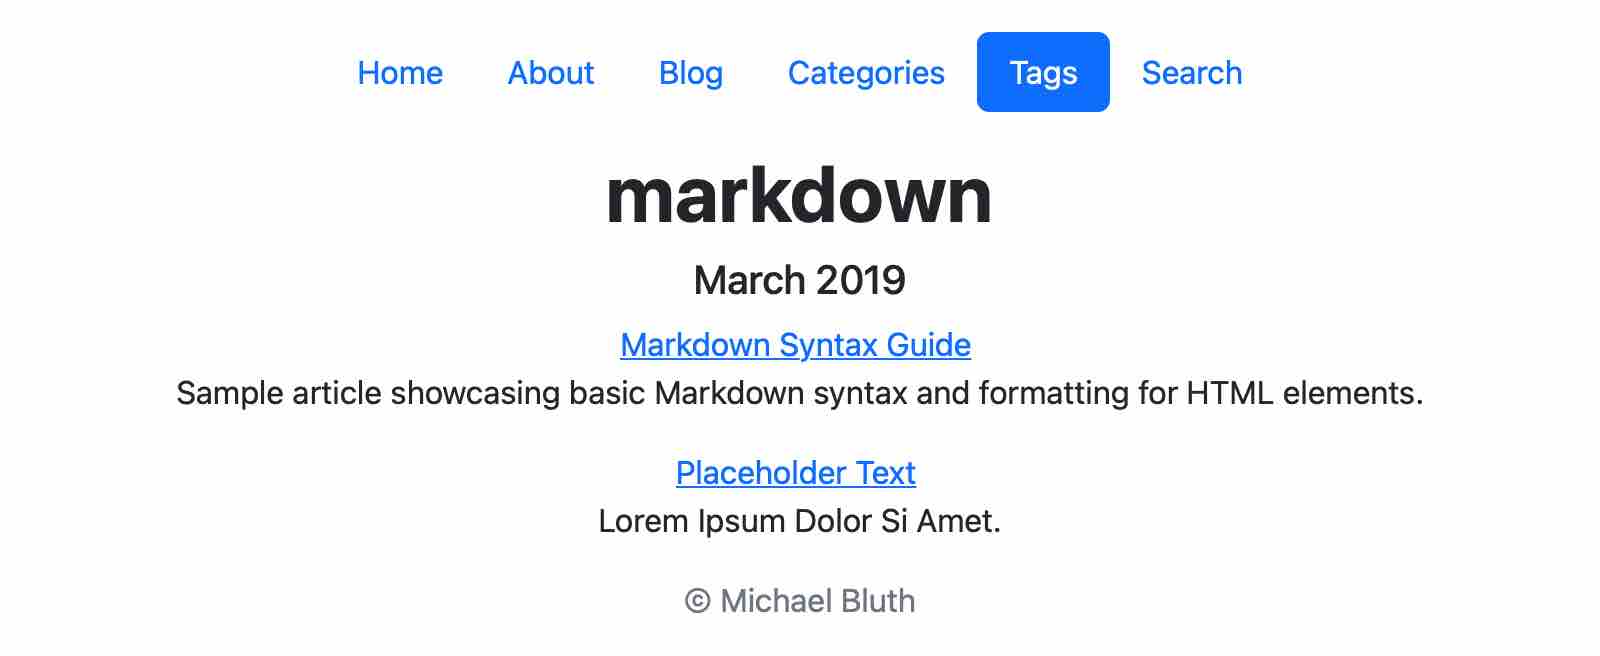 Home About Blog Categories Tags Search
markdown
March 2019
Markdown Syntax Guide
Sample article showcasing basic Markdown syntax and formatting for HTML elements.
Placeholder Text
Lorem Ipsum Dolor Si Amet.
© Michael Bluth